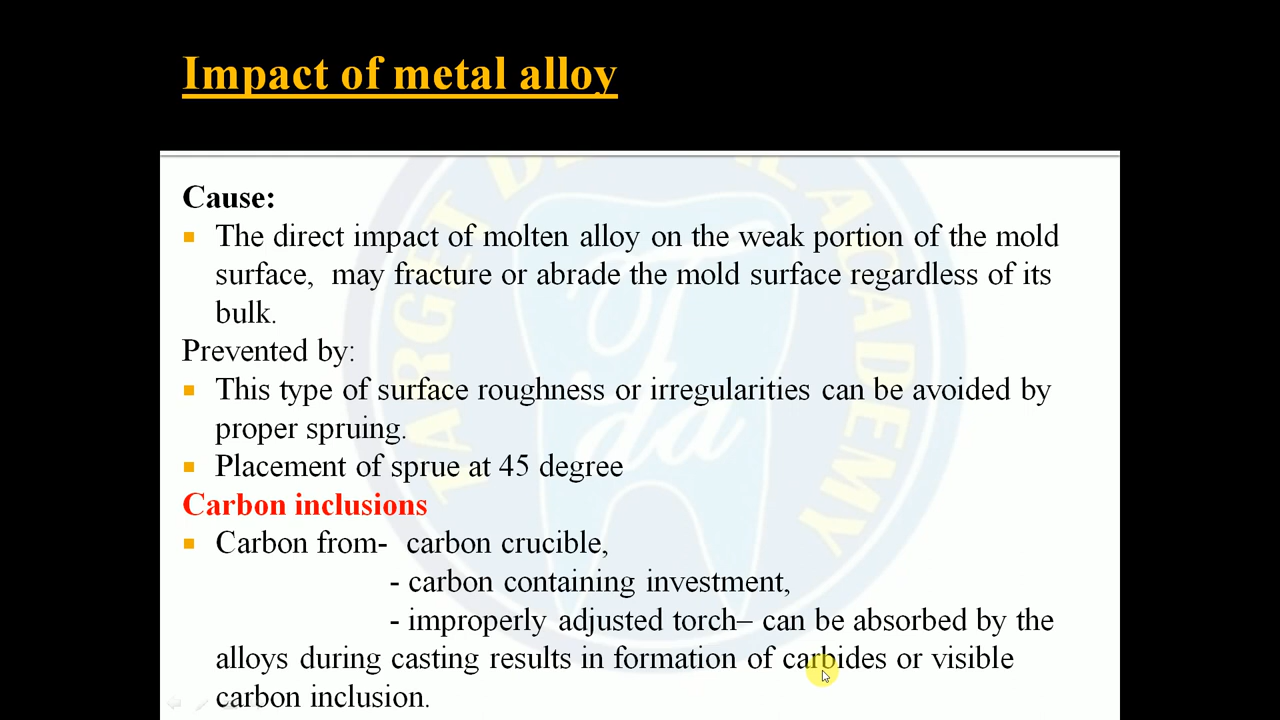 Impact of metal alloy
Cause:
The direct impact of molten alloy on the weak portion of the mold
surface, may fracture or abrade the mold surface regardless of its
bulk.
Prevented by:
This type of surface roughness or irregularities can be avoided by
proper spruing.
Placement of sprue at 45 degree
Carbon inclusions
Carbon from- carbon crucible,
- carbon containing investment,
- improperly adjusted torch– can be absorbed by the
alloys during casting results in formation of carbides or visible
carbon inclusion.
TARGET DENTAL ACADEMY
Tda